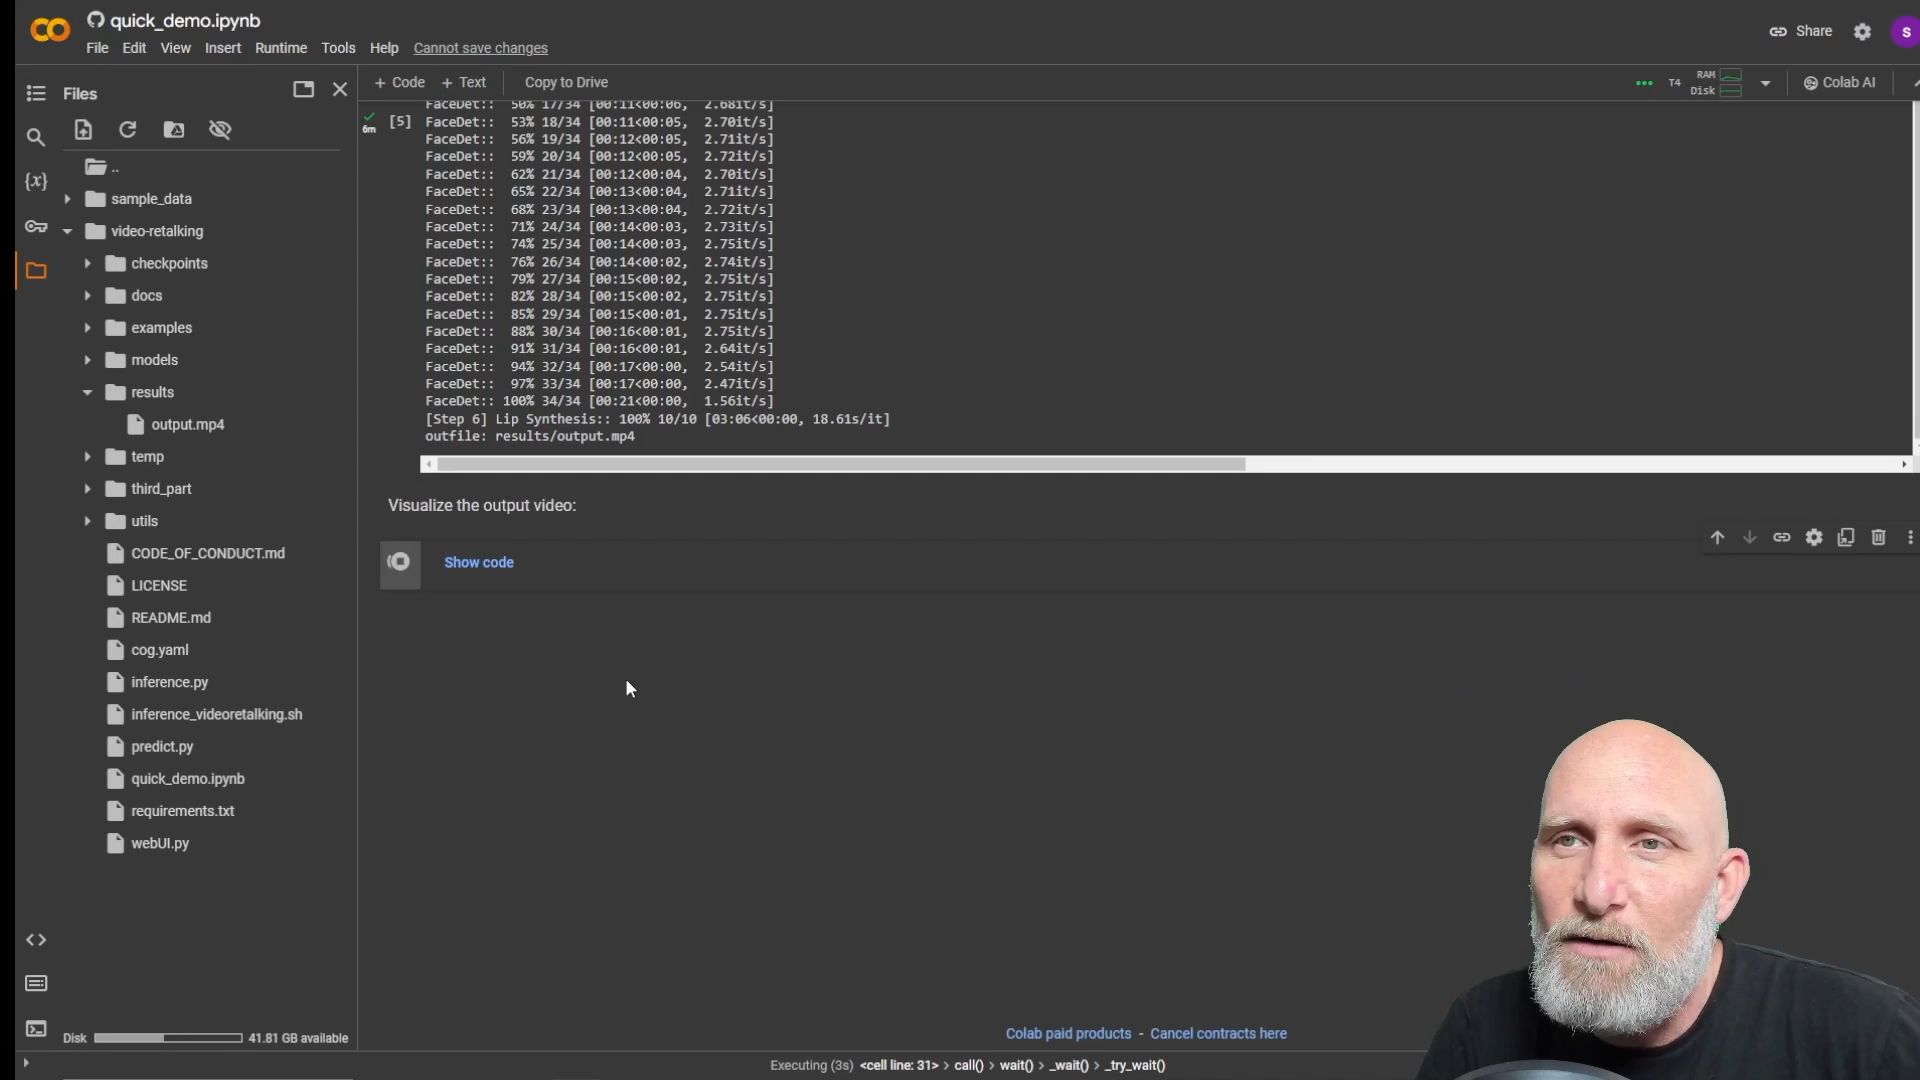 quick_demo.ipynb
File Edit View Insert Runtime Tools Help Cannot save changes
Share
S
Files
+ Code + Text Copy to Drive
T4 RAM Disk
Colab AI
..
sample_data
video-retalking
checkpoints
docs
examples
models
results
output.mp4
temp
third_part
utils
CODE_OF_CONDUCT.md
LICENSE
README.md
cog.yaml
inference.py
inference_videoretalking.sh
predict.py
quick_demo.ipynb
requirements.txt
webUI.py
Disk 41.81 GB available
{x}
6m
[5]
FaceDet:: 50% 17/34 [00:11<00:06, 2.68it/s]
FaceDet:: 53% 18/34 [00:11<00:05, 2.70it/s]
FaceDet:: 56% 19/34 [00:12<00:05, 2.71it/s]
FaceDet:: 59% 20/34 [00:12<00:05, 2.72it/s]
FaceDet:: 62% 21/34 [00:12<00:04, 2.70it/s]
FaceDet:: 65% 22/34 [00:13<00:04, 2.71it/s]
FaceDet:: 68% 23/34 [00:13<00:04, 2.72it/s]
FaceDet:: 71% 24/34 [00:14<00:03, 2.73it/s]
FaceDet:: 74% 25/34 [00:14<00:03, 2.75it/s]
FaceDet:: 76% 26/34 [00:14<00:02, 2.74it/s]
FaceDet:: 79% 27/34 [00:15<00:02, 2.75it/s]
FaceDet:: 82% 28/34 [00:15<00:02, 2.75it/s]
FaceDet:: 85% 29/34 [00:15<00:01, 2.75it/s]
FaceDet:: 88% 30/34 [00:16<00:01, 2.75it/s]
FaceDet:: 91% 31/34 [00:16<00:01, 2.64it/s]
FaceDet:: 94% 32/34 [00:17<00:00, 2.54it/s]
FaceDet:: 97% 33/34 [00:17<00:00, 2.47it/s]
FaceDet:: 100% 34/34 [00:21<00:00, 1.56it/s]
[Step 6] Lip Synthesis:: 100% 10/10 [03:06<00:00, 18.61s/it]
outfile: results/output.mp4
Visualize the output video:
Show code
Colab paid products - Cancel contracts here
Executing (3s) <cell line: 31> > call() > wait() > _wait() > _try_wait()